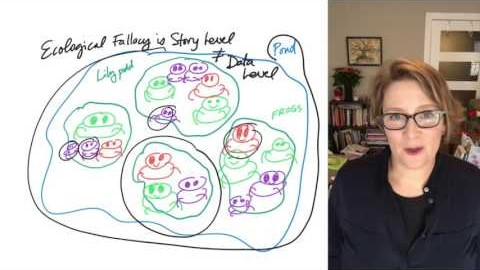 Ecological Fallacy is Story Level
≠ Data
Level
Pond
Lily pad
FROGS